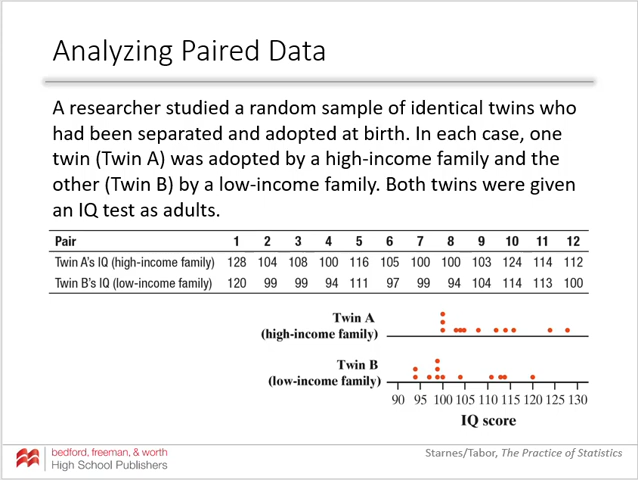 Analyzing Paired Data
A researcher studied a random sample of identical twins who
had been separated and adopted at birth. In each case, one
twin (Twin A) was adopted by a high-income family and the
other (Twin B) by a low-income family. Both twins were given
an IQ test as adults.
Pair 1 2 3 4 5 6 7 8 9 10 11 12
Twin A's IQ (high-income family) 128 104 108 100 116 105 100 100 103 124 114 112
Twin B's IQ (low-income family) 120 99 99 94 111 97 99 94 104 114 113 100
Twin A
(high-income family)
Twin B
(low-income family)
90 95 100 105 110 115 120 125 130
IQ score
bedford, freeman, & worth
High School Publishers
Starnes/Tabor, The Practice of Statistics